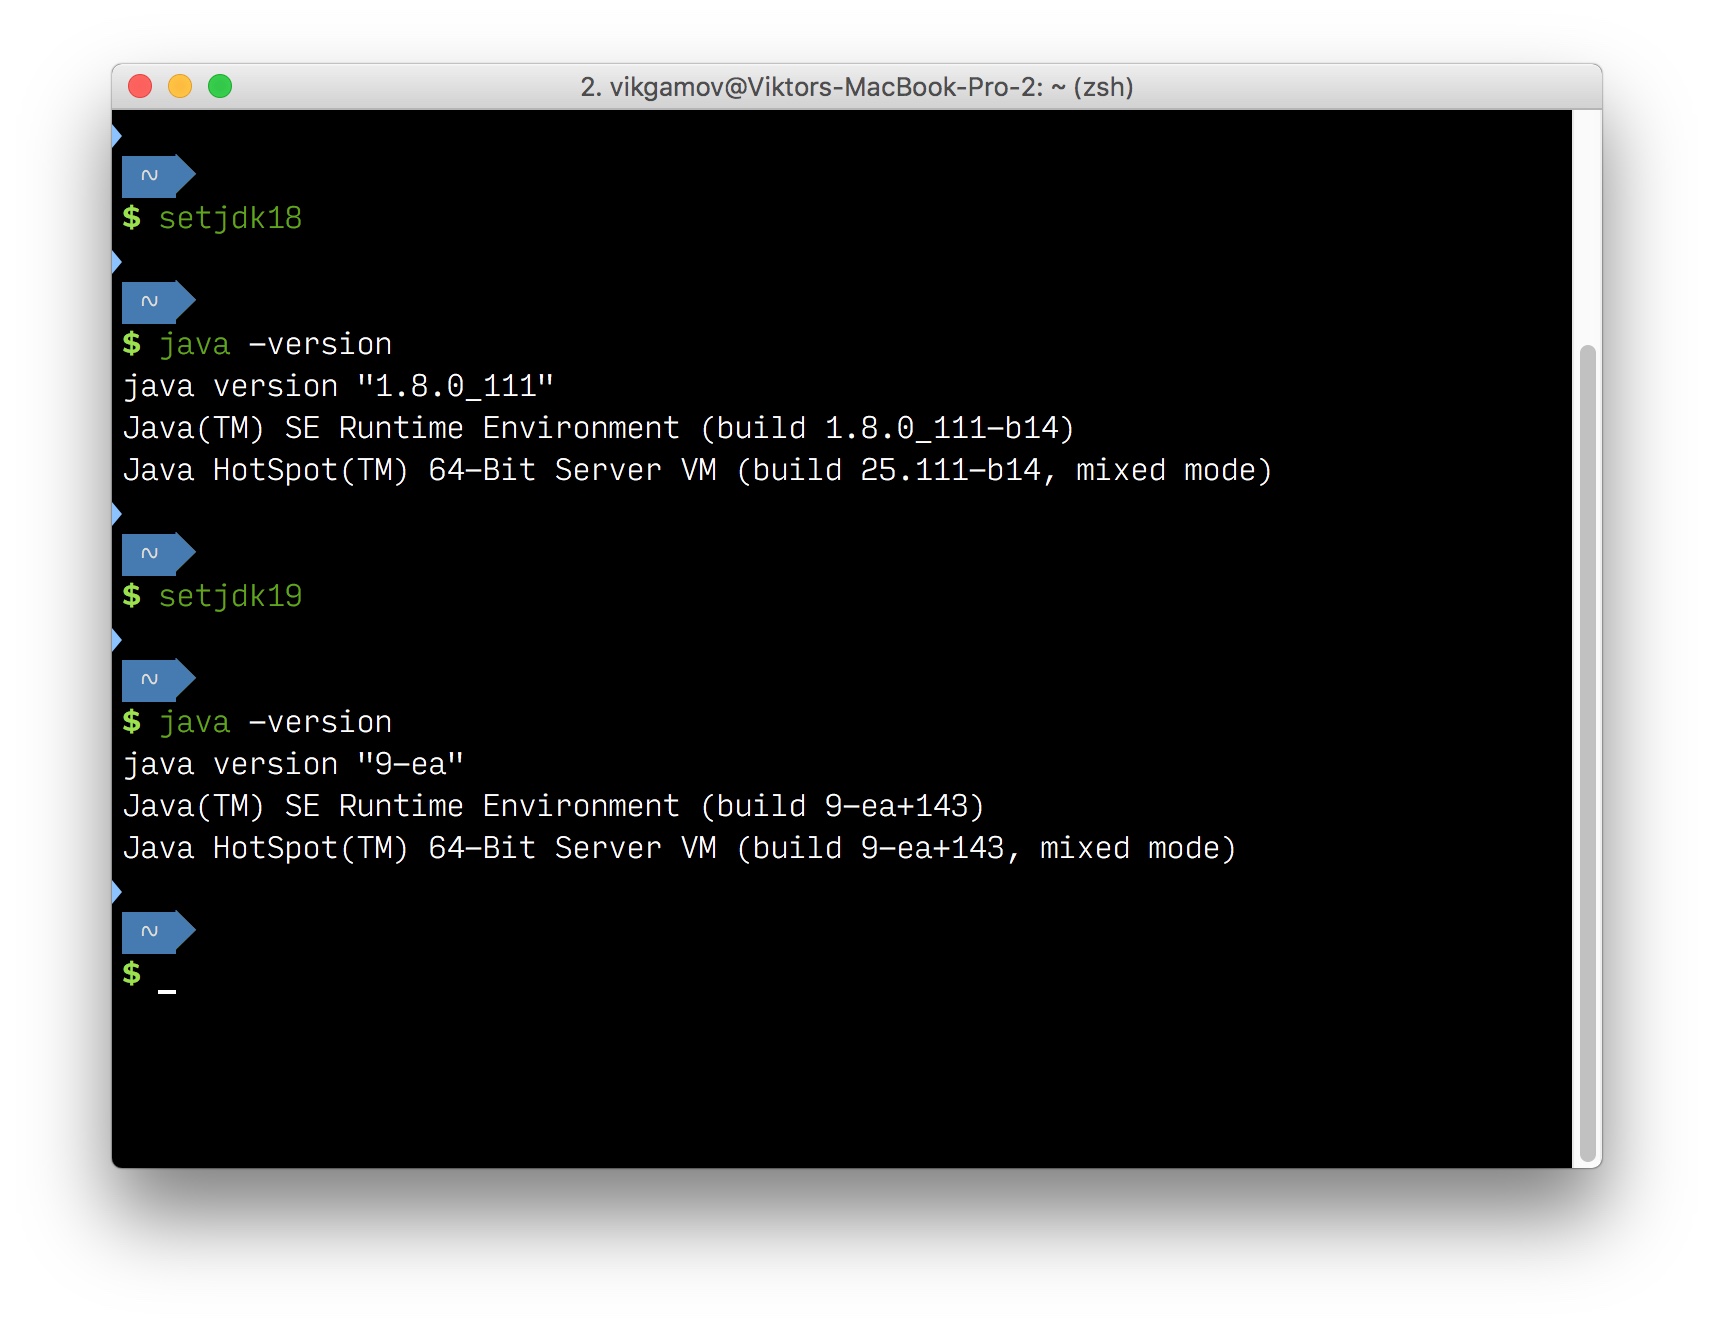 2. vikgamov@Viktors-MacBook-Pro-2: ~ (zsh)
~
$ setjdk18
~
$ java -version
java version "1.8.0_111"
Java(TM) SE Runtime Environment (build 1.8.0_111-b14)
Java HotSpot(TM) 64-Bit Server VM (build 25.111-b14, mixed mode)
~
$ setjdk19
~
$ java -version
java version "9-ea"
Java(TM) SE Runtime Environment (build 9-ea+143)
Java HotSpot(TM) 64-Bit Server VM (build 9-ea+143, mixed mode)
~
$ _